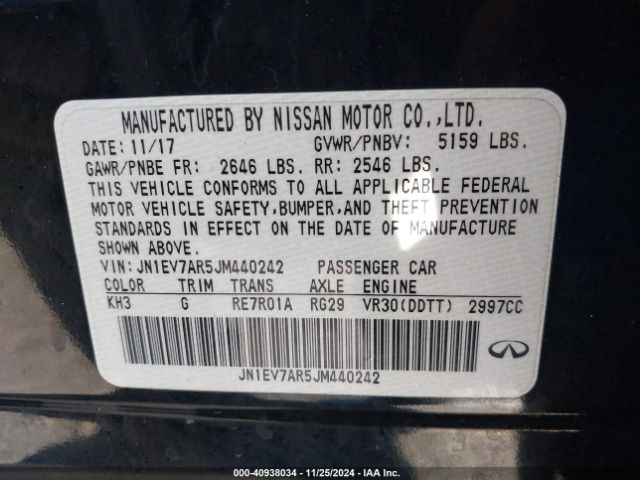 MANUFACTURED BY NISSAN MOTOR CO.,LTD.
DATE: 11/17 GVWR/PNBV: 5159 LBS.
GAWR/PNBE FR: 2646 LBS. RR: 2546 LBS.
THIS VEHICLE CONFORMS TO ALL APPLICABLE FEDERAL
MOTOR VEHICLE SAFETY,BUMPER,AND THEFT PREVENTION
STANDARDS IN EFFECT ON THE DATE OF MANUFACTURE
SHOWN ABOVE.
VIN: JN1EV7AR5JM440242 PASSENGER CAR
COLOR TRIM TRANS AXLE ENGINE
KH3 G RE7R01A RG29 VR30(DDTT) 2997CC
JN1EV7AR5JM440242
000-40938034 - 11/25/2024 - IAAI.COM